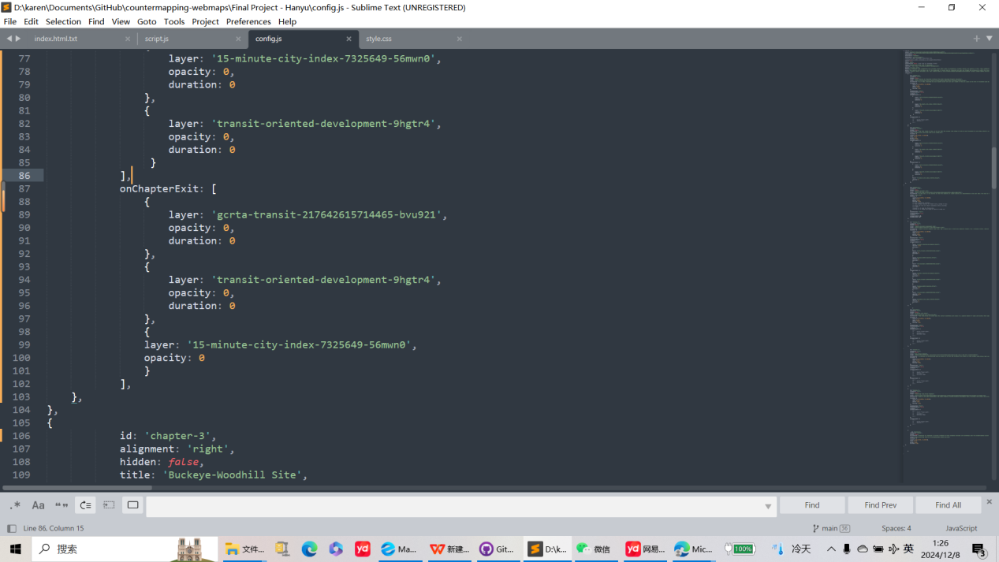 D:\karen\Documents\GitHub\countermapping-webmaps\Final Project - Hanyu\config.js - Sublime Text (UNREGISTERED)
File Edit Selection Find View Goto Tools Project Preferences Help
index.html.txt script.js config.js style.css
77 layer: '15-minute-city-index-7325649-56mwn0',
78 opacity: 0,
79 duration: 0
80 },
81 {
82 layer: 'transit-oriented-development-9hgtr4',
83 opacity: 0,
84 duration: 0
85 }
86 ],
87 onChapterExit: [
88 {
89 layer: 'gcrta-transit-217642615714465-bvu921',
90 opacity: 0,
91 duration: 0
92 },
93 {
94 layer: 'transit-oriented-development-9hgtr4',
95 opacity: 0,
96 duration: 0
97 },
98 {
99 layer: '15-minute-city-index-7325649-56mwn0',
100 opacity: 0
101 }
102 ],
103 },
104 },
105 {
106 id: 'chapter-3',
107 alignment: 'right',
108 hidden: false,
109 title: 'Buckeye-Woodhill Site',
.* Aa “” Find Find Prev Find All
Line 86, Column 15 main 36 Spaces: 4 JavaScript
搜索 文件... yd Ma... 新建... Git... D:\k... 微信 yd 网易... Mic... 100% 冷天 英 1:26
2024/12/8 3